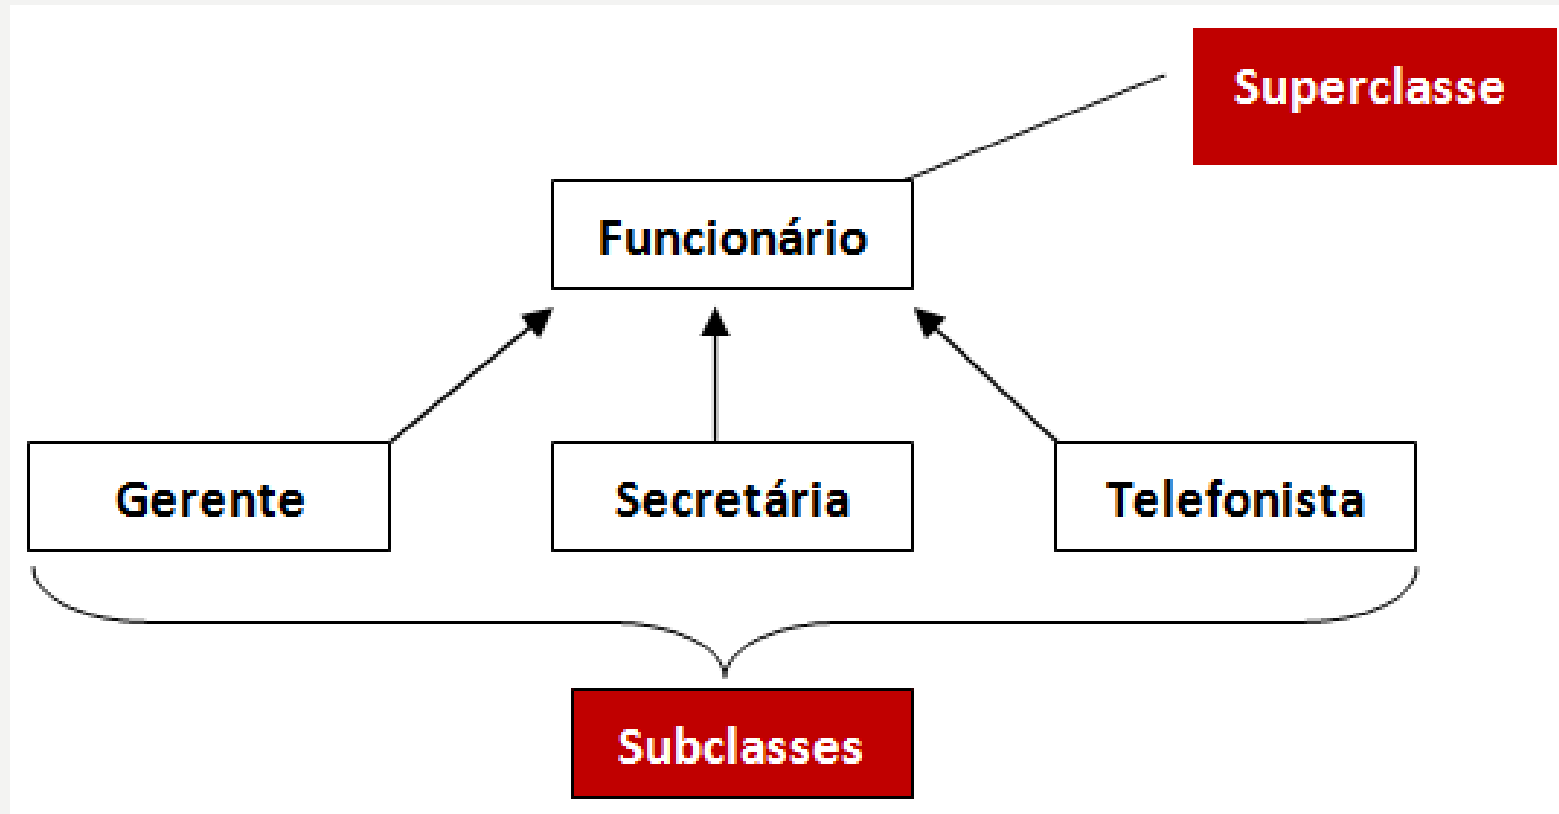 Superclasse
Funcionário
Gerente
Secretária
Telefonista
Subclasses